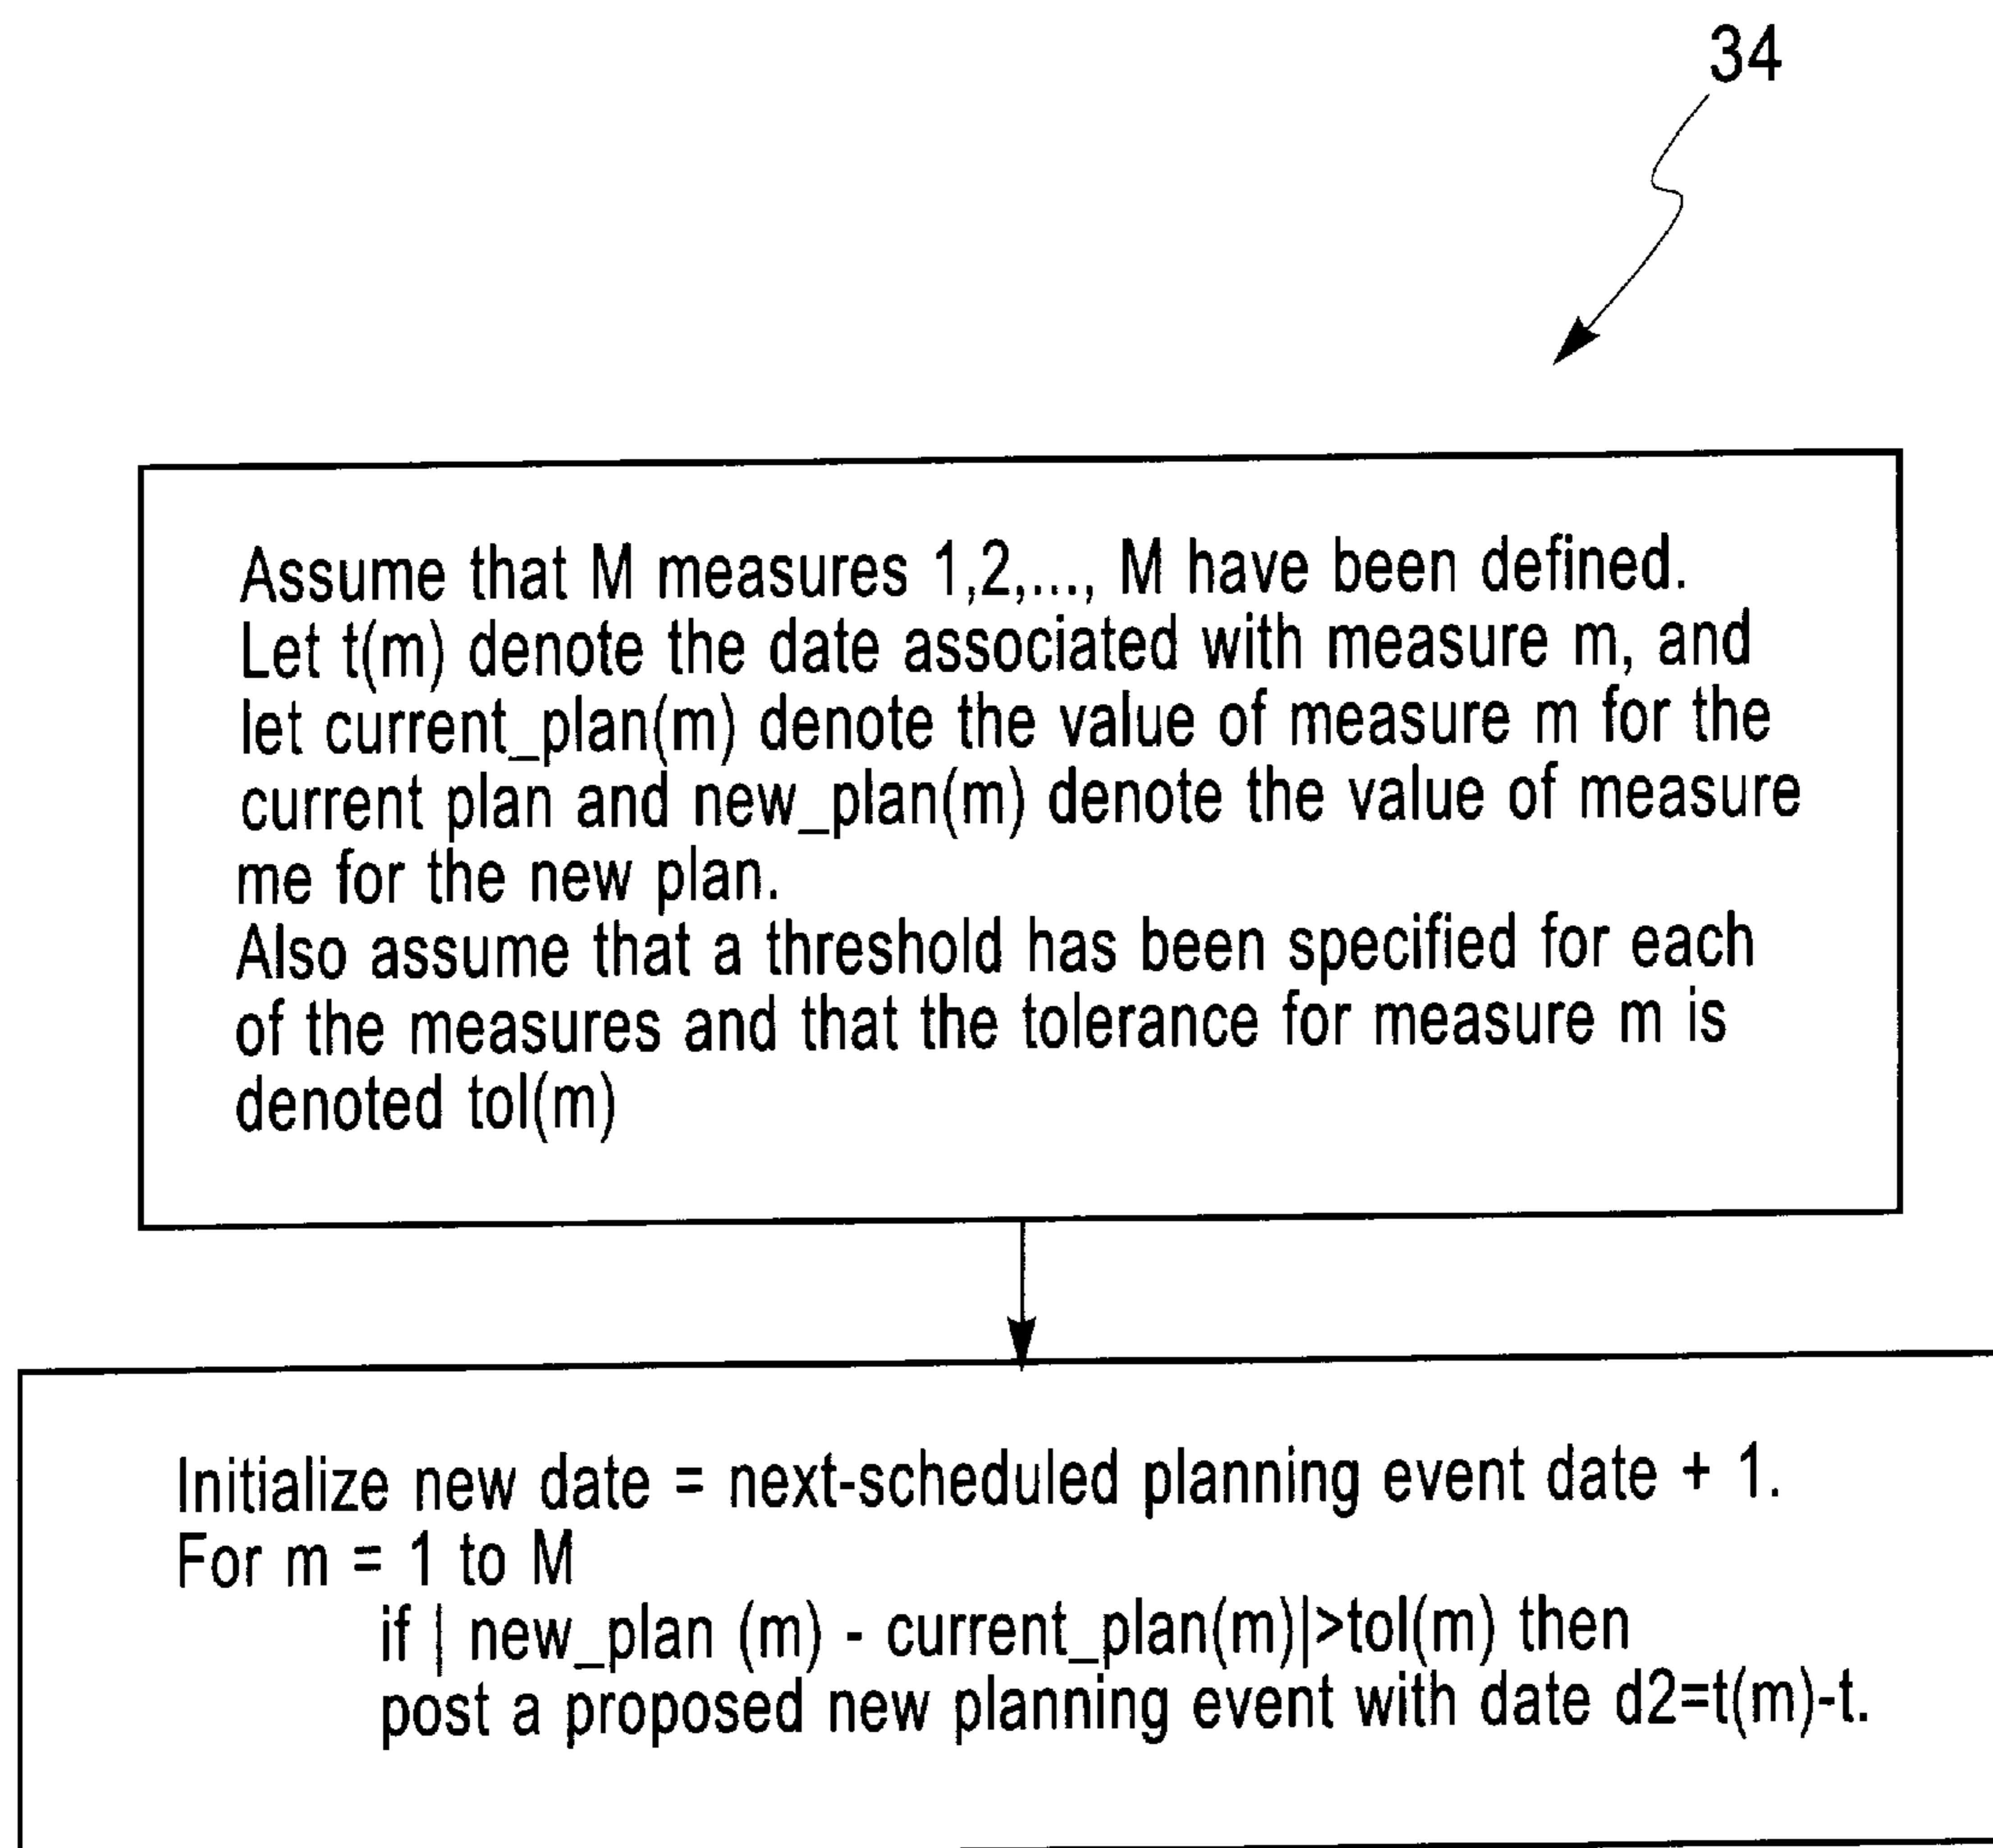 34
Assume that M measures 1,2,..., M have been defined.
Let t(m) denote the date associated with measure m, and
let current_plan(m) denote the value of measure m for the
current plan and new_plan(m) denote the value of measure
me for the new plan.
Also assume that a threshold has been specified for each
of the measures and that the tolerance for measure m is
denoted tol(m)
Initialize new date = next-scheduled planning event date + 1.
For m = 1 to M
if | new_plan (m) - current_plan(m)|>tol(m) then
post a proposed new planning event with date d2=t(m)-t.